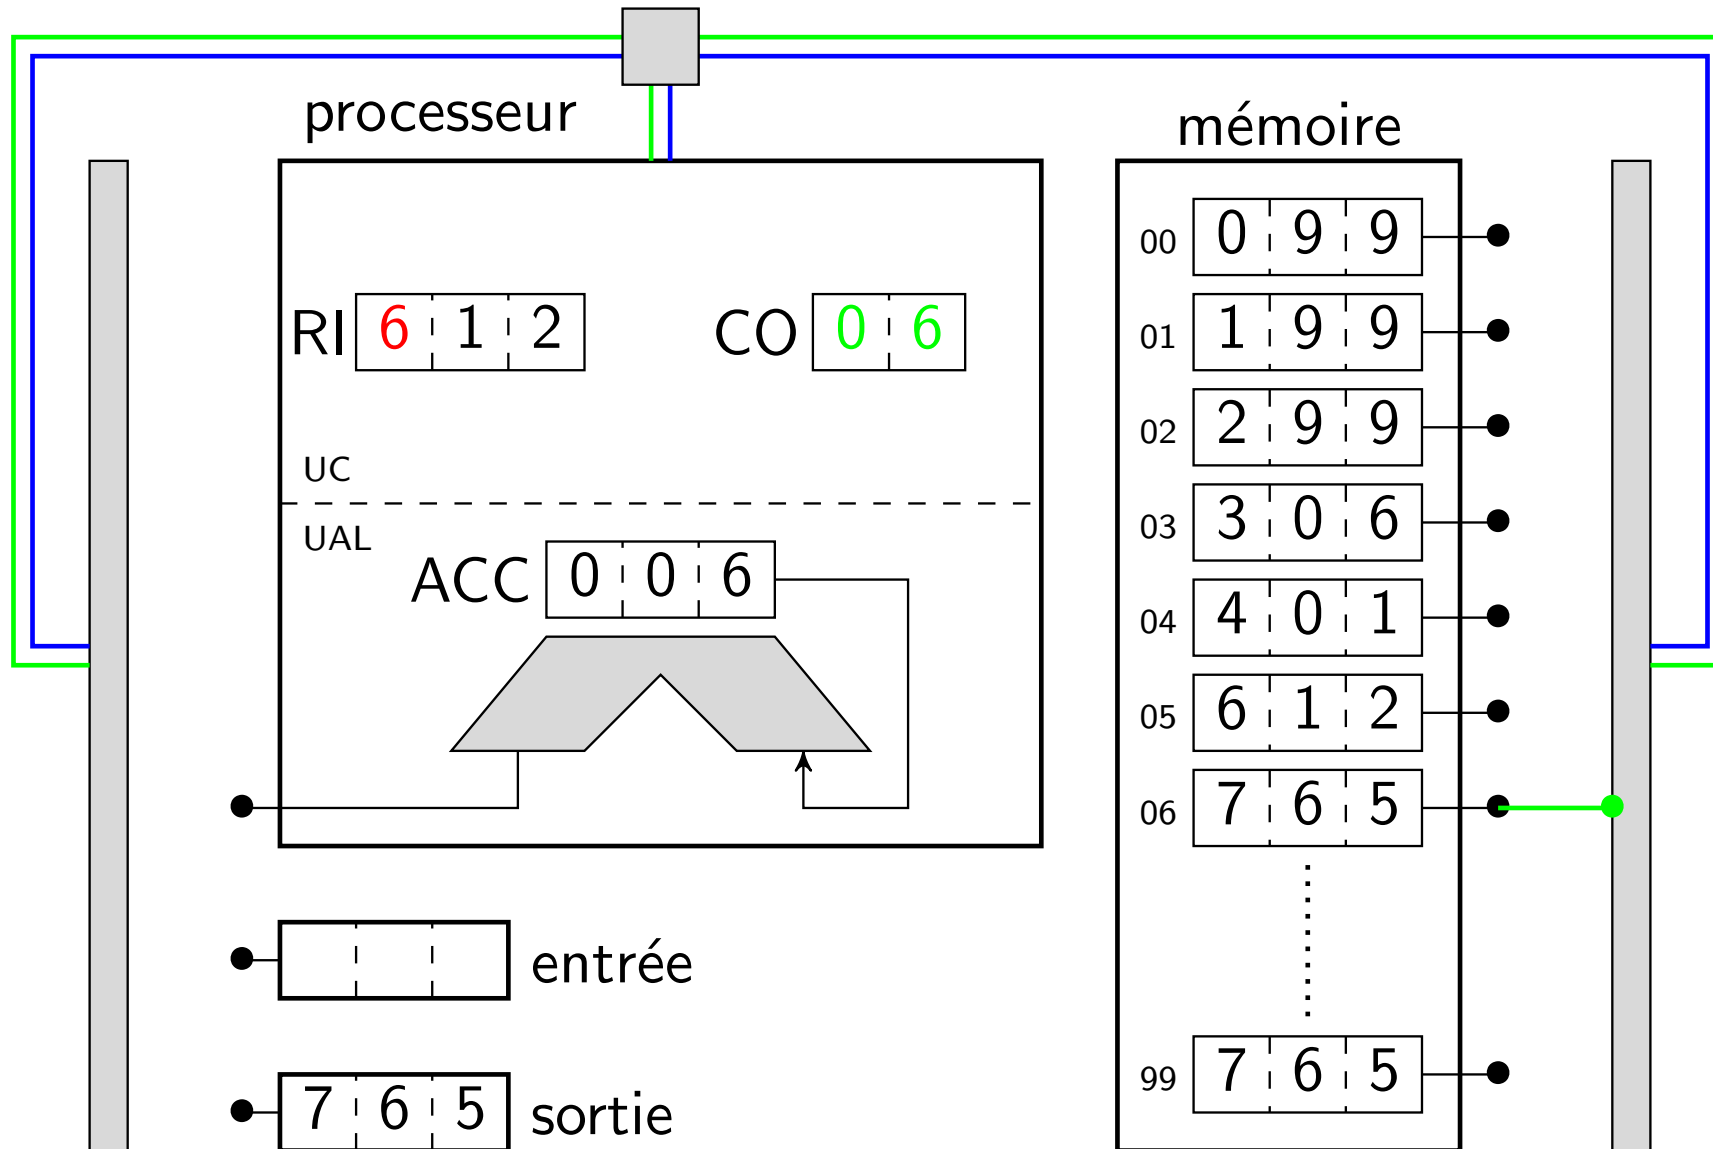 processeur
RI 6 1 2
CO 0 6
UC
UAL
ACC 0 0 6
entrée
7 6 5 sortie
mémoire
00 0 9 9
01 1 9 9
02 2 9 9
03 3 0 6
04 4 0 1
05 6 1 2
06 7 6 5
99 7 6 5